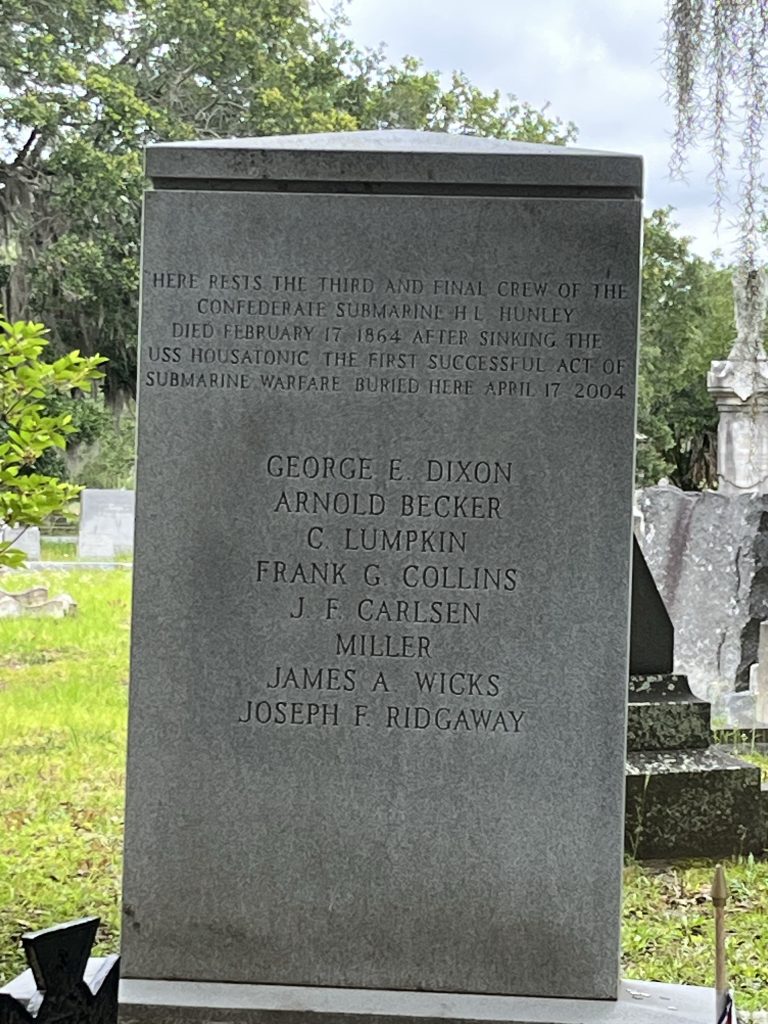 HERE RESTS THE THIRD AND FINAL CREW OF THE
CONFEDERATE SUBMARINE H L HUNLEY
DIED FEBRUARY 17 1864 AFTER SINKING THE
USS HOUSATONIC THE FIRST SUCCESSFUL ACT OF
SUBMARINE WARFARE BURIED HERE APRIL 17 2004
GEORGE E. DIXON
ARNOLD BECKER
C. LUMPKIN
FRANK G. COLLINS
J. F. CARLSEN
MILLER
JAMES A. WICKS
JOSEPH F. RIDGAWAY